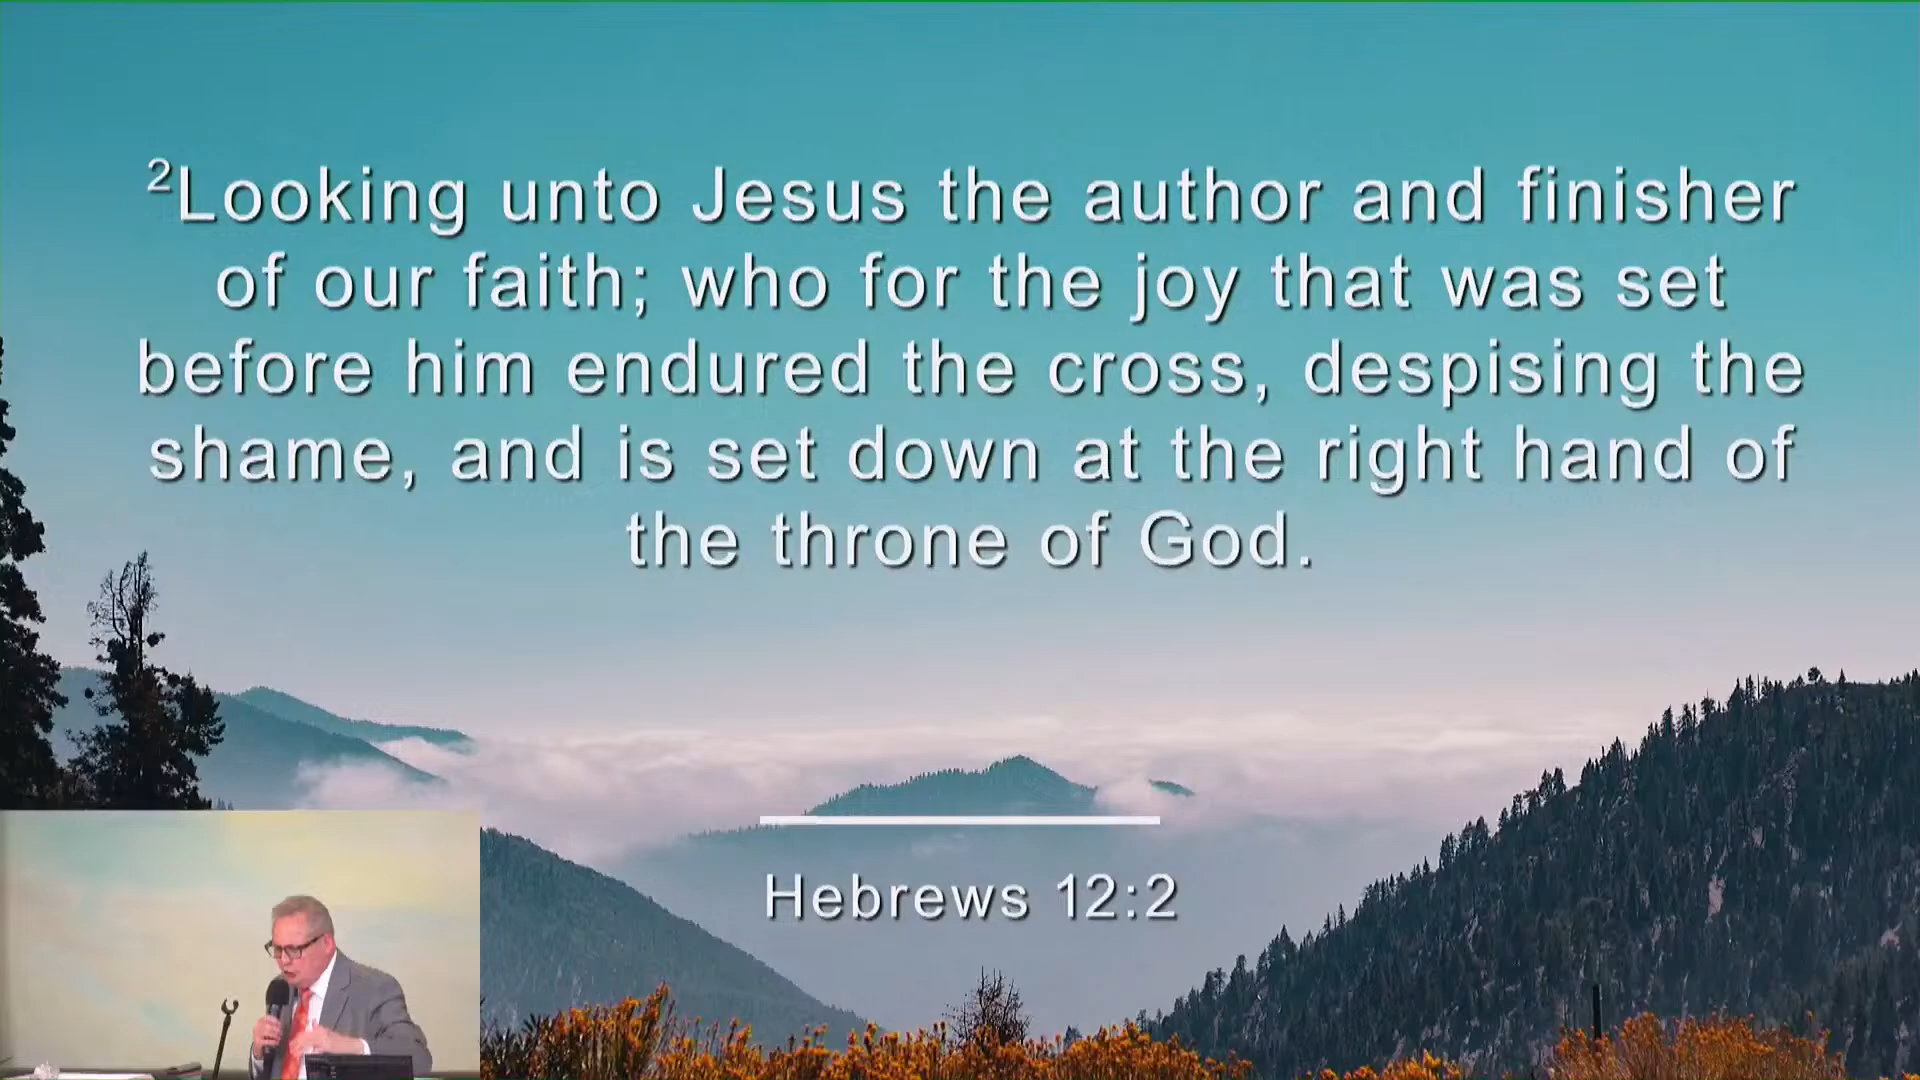 ²Looking unto Jesus the author and finisher
of our faith; who for the joy that was set
before him endured the cross, despising the
shame, and is set down at the right hand of
the throne of God.
Hebrews 12:2